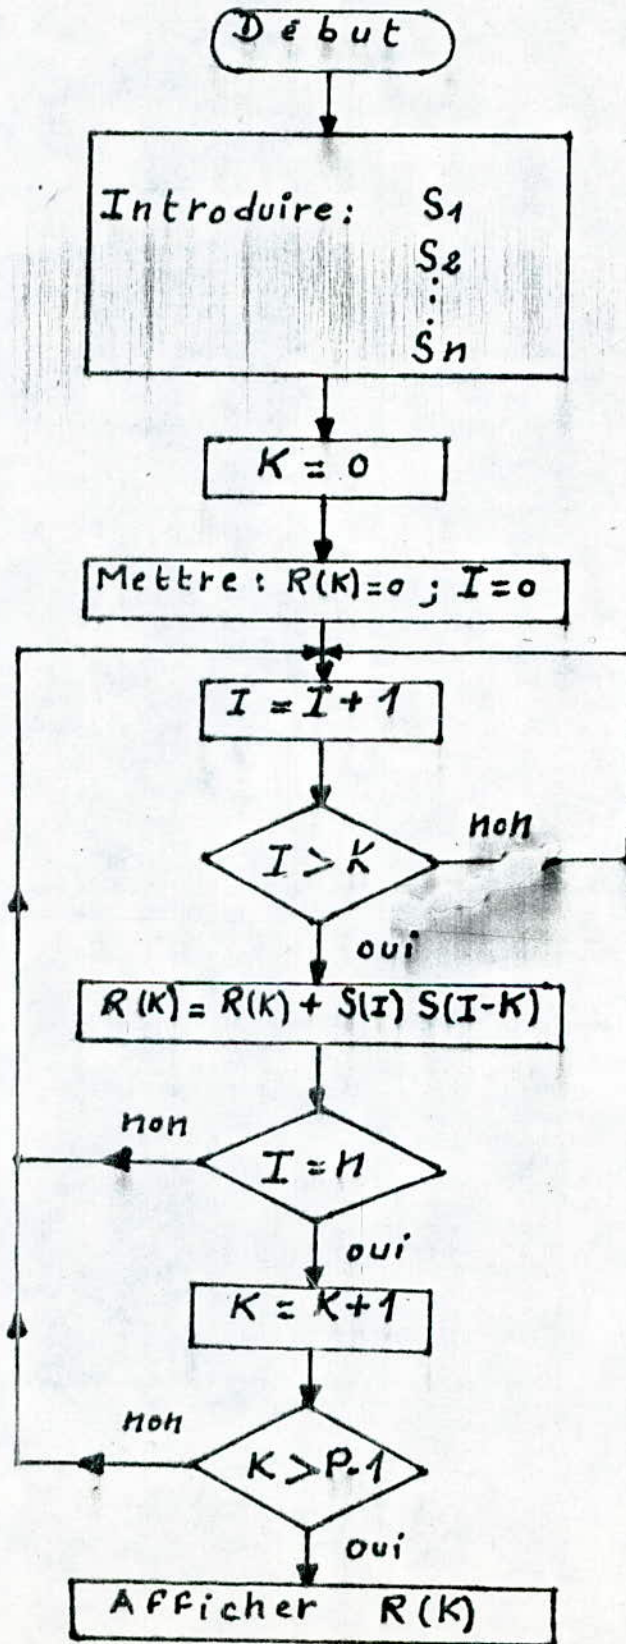 Début
Introduire: S1
S2
⋮
Sn
K = 0
Mettre: R(K)=0 ; I=0
I = I + 1
I > K
non
oui
R(K) = R(K) + S(I) S(I-K)
non
I = n
oui
K = K+1
non
K > P-1
oui
Afficher R(K)